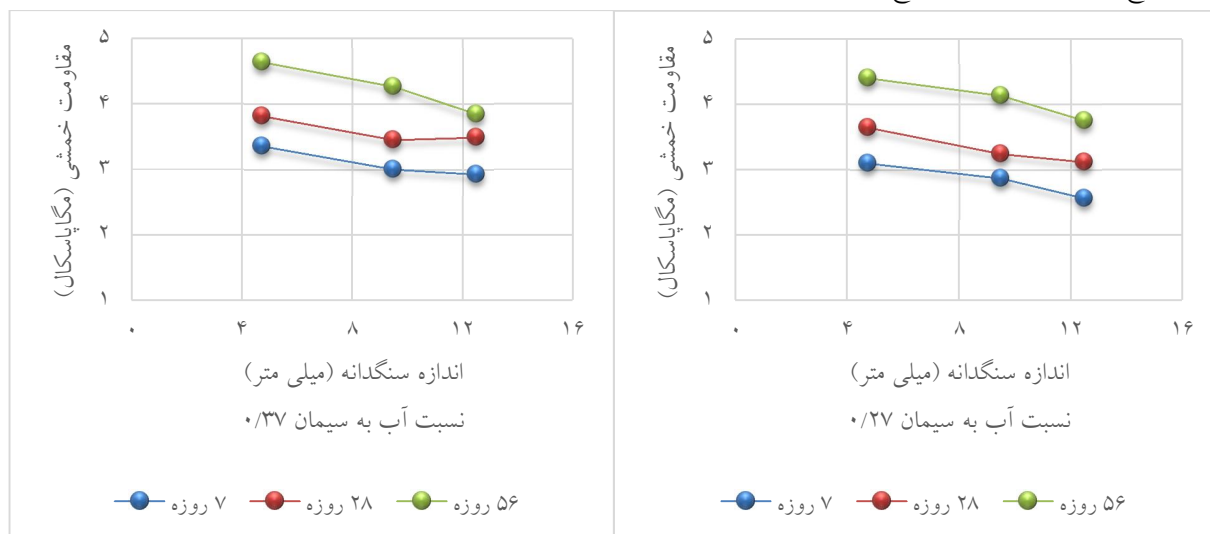 مقاومت خمشی (مگاپاسکال)
۵
۴
۳
۲
۱
۰ ۴ ۸ ۱۲ ۱۶
اندازه سنگدانه (میلی متر)
نسبت آب به سیمان ۰/۲۷
۷ روزه ۲۸ روزه ۵۶ روزه
مقاومت خمشی (مگاپاسکال)
۵
۴
۳
۲
۱
۰ ۴ ۸ ۱۲ ۱۶
اندازه سنگدانه (میلی متر)
نسبت آب به سیمان ۰/۳۷
۷ روزه ۲۸ روزه ۵۶ روزه